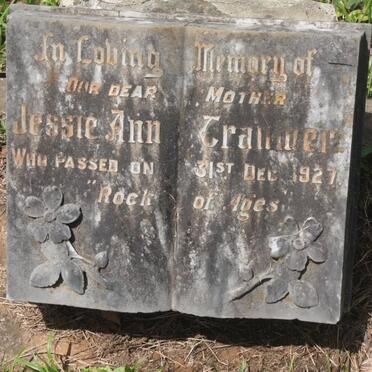 In Loving Memory of
Our Dear Mother
Jessie Ann
Who passed on 31st Dec 1927
"Rock of Ages